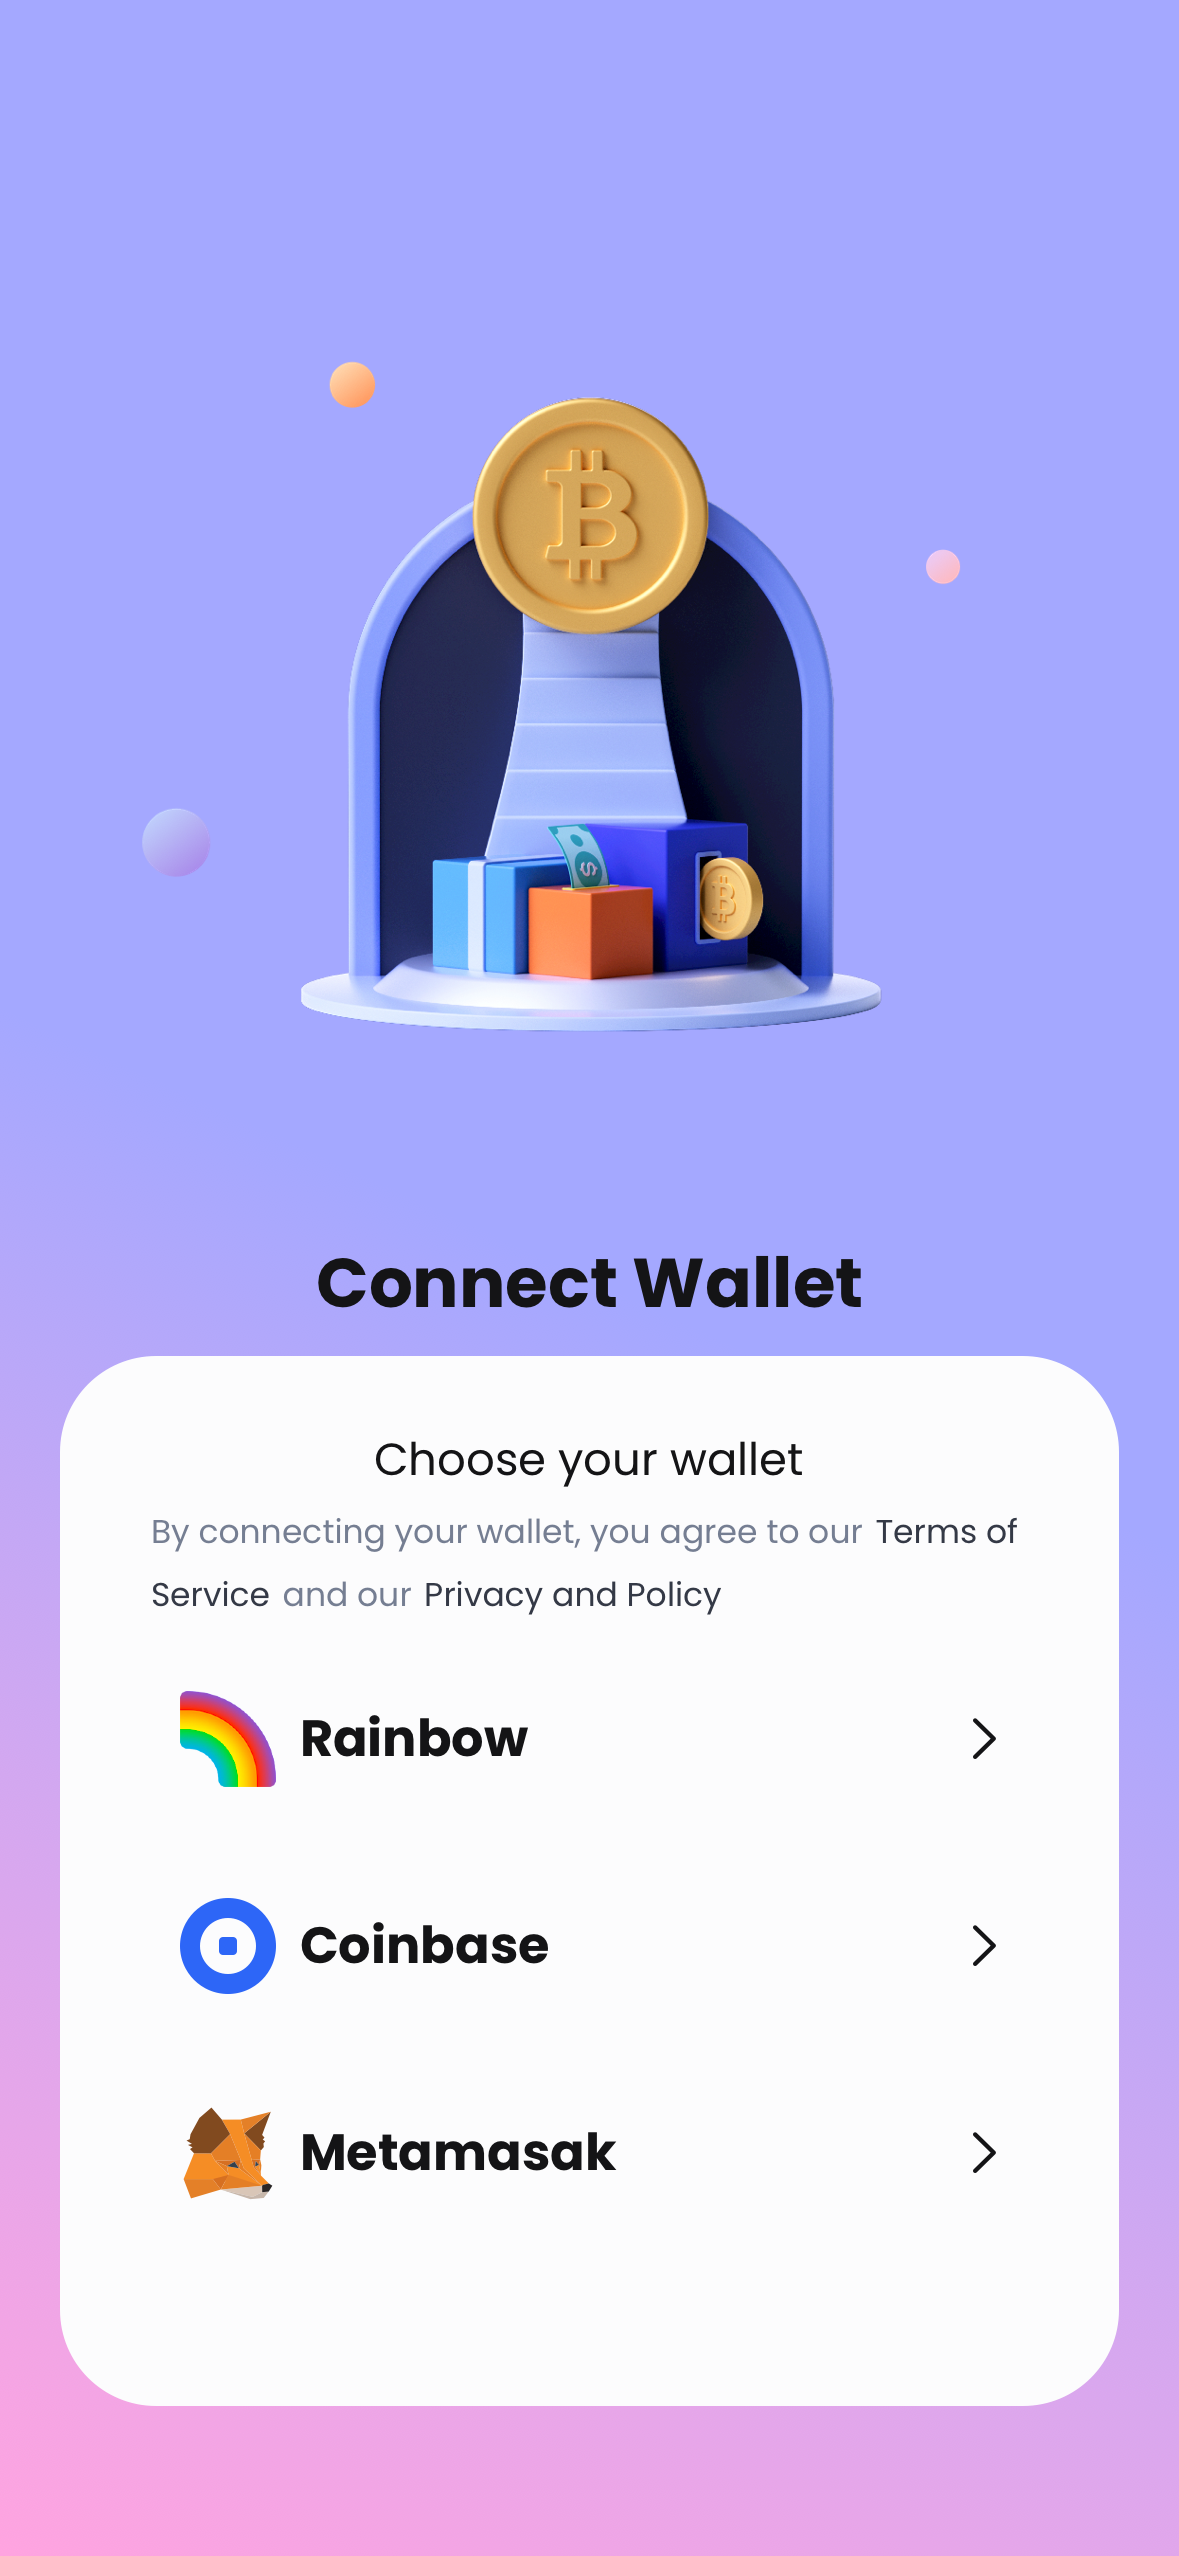 Connect Wallet
Choose your wallet
By connecting your wallet, you agree to our Terms of
Service and our Privacy and Policy
Rainbow
Coinbase
Metamasak